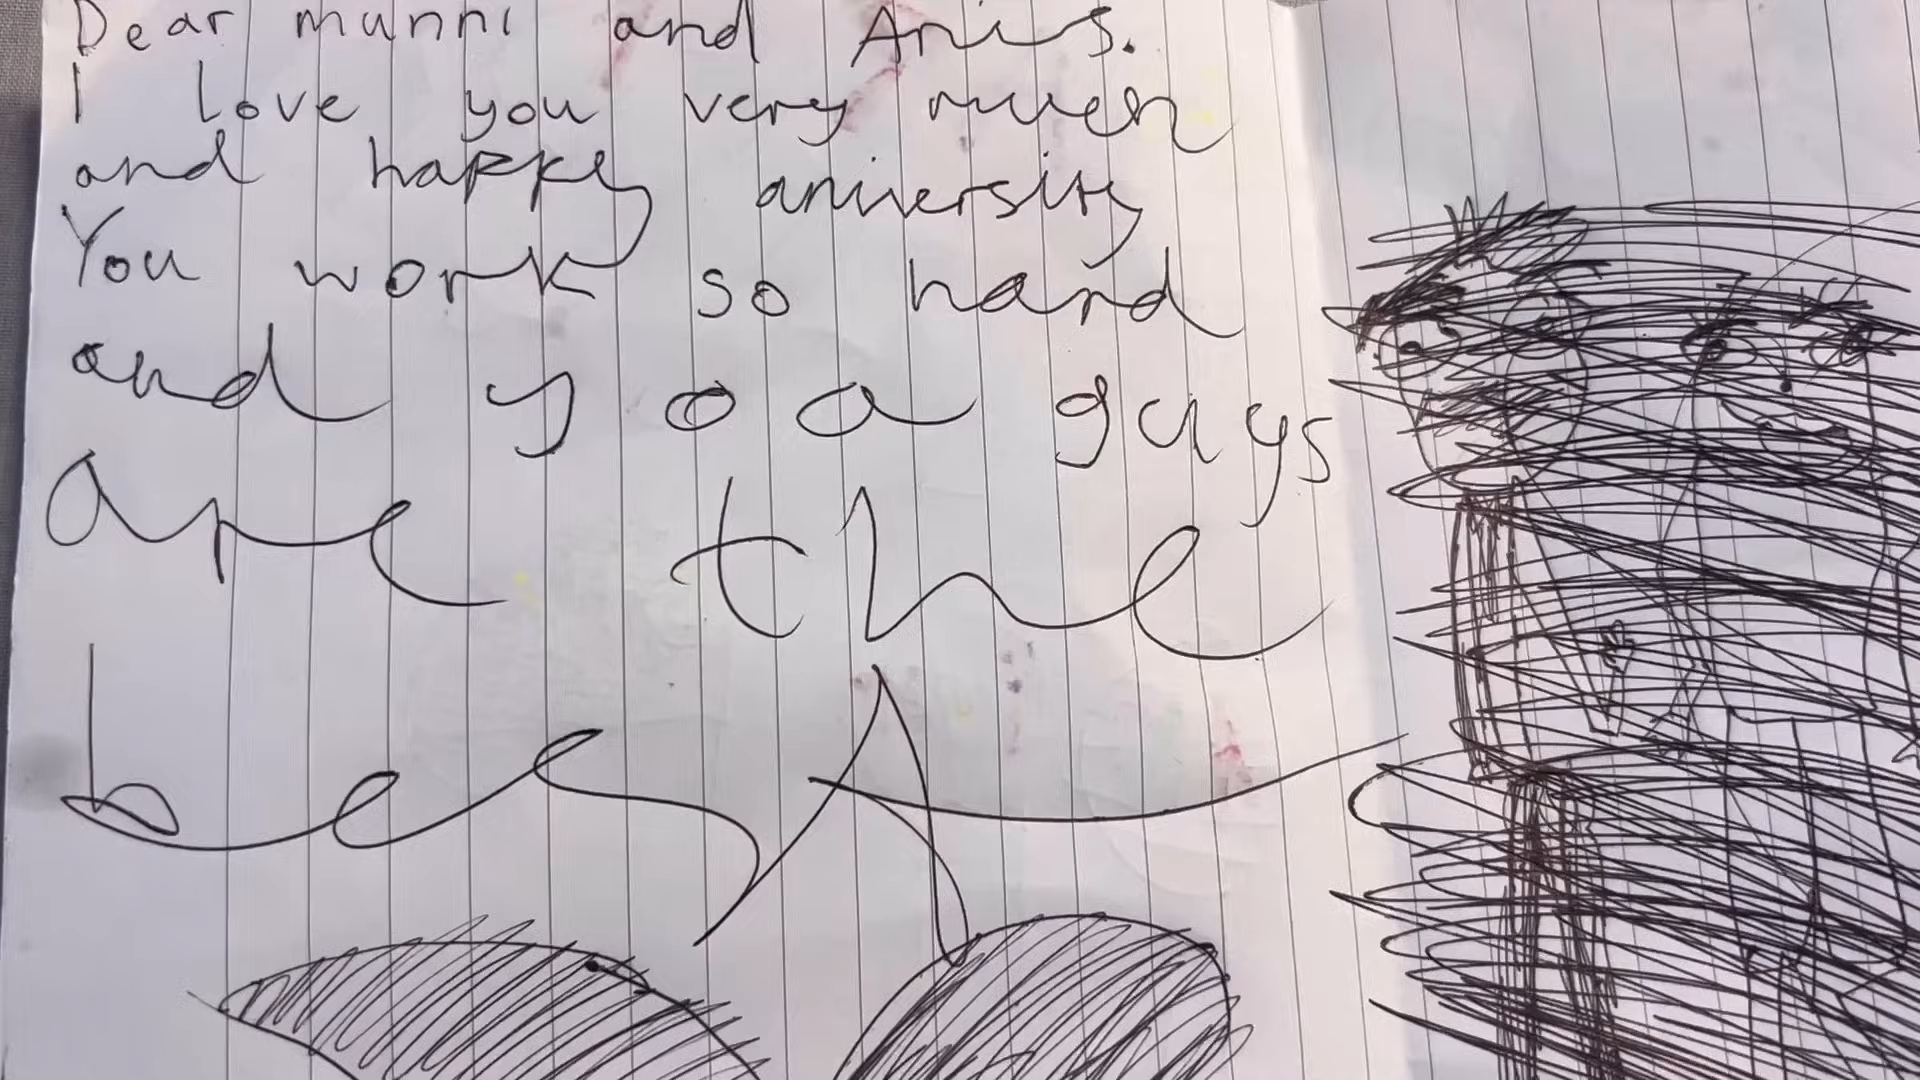 Dear munni and Anis.
I love you very much
and happy aniversity
You work so hard
and yoa guys
are the
best